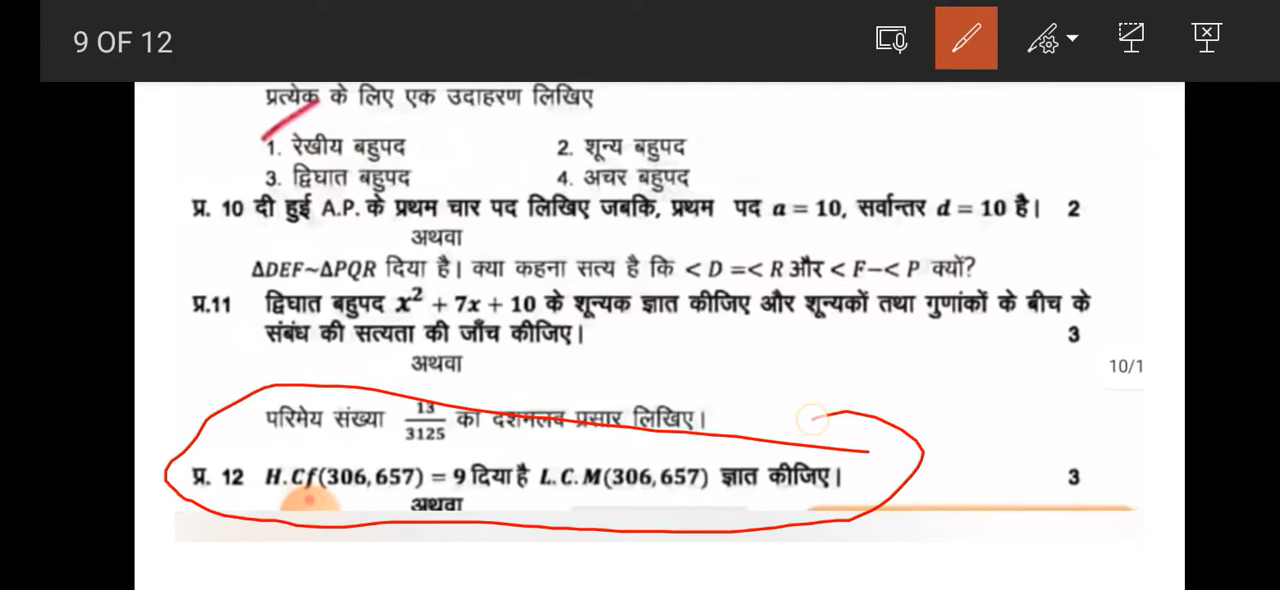 9 OF 12
प्रत्येक के लिए एक उदाहरण लिखिए
1. रेखीय बहुपद 2. शून्य बहुपद
3. द्विघात बहुपद 4. अचर बहुपद
प्र. 10 दी हुई A.P. के प्रथम चार पद लिखिए जबकि, प्रथम पद a = 10, सर्वान्तर d = 10 है। 2
अथवा
ΔDEF~ΔPQR दिया है। क्या कहना सत्य है कि < D =< R और < F−< P क्यों?
प्र.11 द्विघात बहुपद x² + 7x + 10 के शून्यक ज्ञात कीजिए और शून्यकों तथा गुणांकों के बीच के
संबंध की सत्यता की जाँच कीजिए। 3
अथवा
10/1
परिमेय संख्या 13/3125 का दशमलव प्रसार लिखिए।
प्र. 12 H.Cf(306,657) = 9 दिया है L.C.M(306,657) ज्ञात कीजिए। 3
अथवा